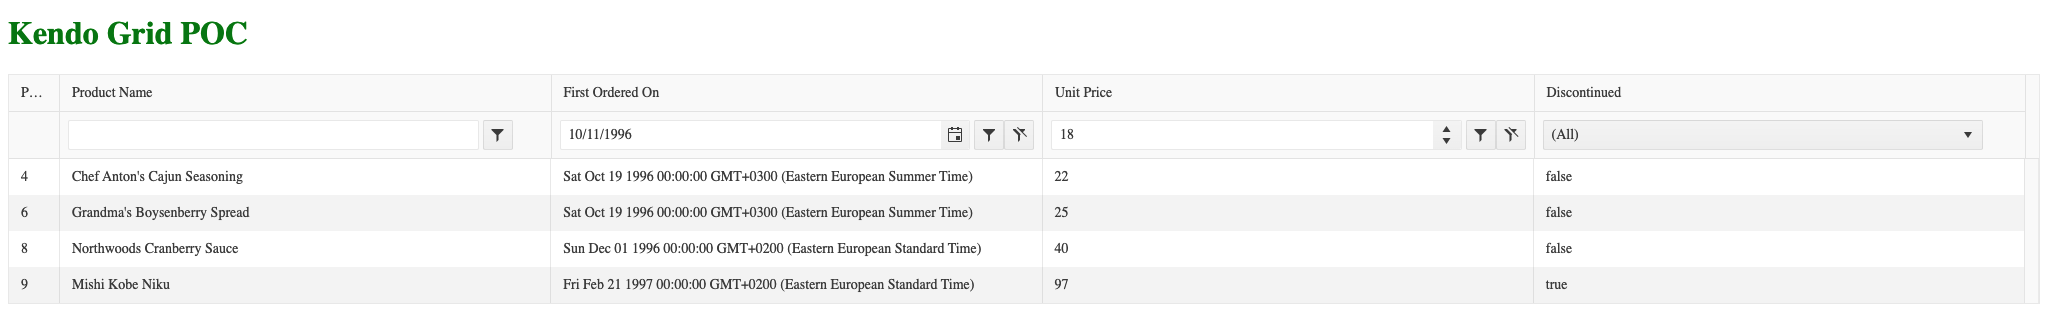 Kendo Grid POC
P... Product Name First Ordered On Unit Price Discontinued
10/11/1996 18 (All)
4 Chef Anton's Cajun Seasoning Sat Oct 19 1996 00:00:00 GMT+0300 (Eastern European Summer Time) 22 false
6 Grandma's Boysenberry Spread Sat Oct 19 1996 00:00:00 GMT+0300 (Eastern European Summer Time) 25 false
8 Northwoods Cranberry Sauce Sun Dec 01 1996 00:00:00 GMT+0200 (Eastern European Standard Time) 40 false
9 Mishi Kobe Niku Fri Feb 21 1997 00:00:00 GMT+0200 (Eastern European Standard Time) 97 true